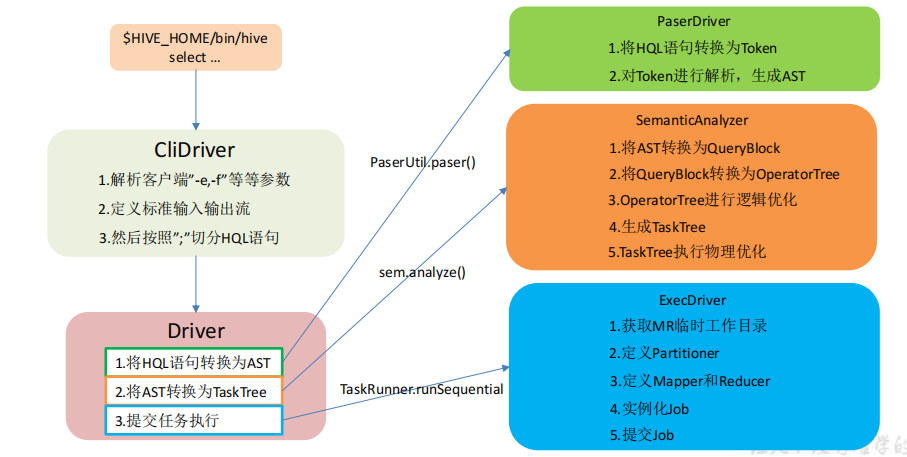 $HIVE_HOME/bin/hive
select ...
CliDriver
1.解析客户端”-e,-f”等等参数
2.定义标准输入输出流
3.然后按照”;”切分HQL语句
Driver
1.将HQL语句转换为AST
2.将AST转换为TaskTree
3.提交任务执行
PaserUtil.paser()
sem.analyze()
TaskRunner.runSequential
PaserDriver
1.将HQL语句转换为Token
2.对Token进行解析，生成AST
SemanticAnalyzer
1.将AST转换为QueryBlock
2.将QueryBlock转换为OperatorTree
3.OperatorTree进行逻辑优化
4.生成TaskTree
5.TaskTree执行物理优化
ExecDriver
1.获取MR临时工作目录
2.定义Partitioner
3.定义Mapper和Reducer
4.实例化Job
5.提交Job